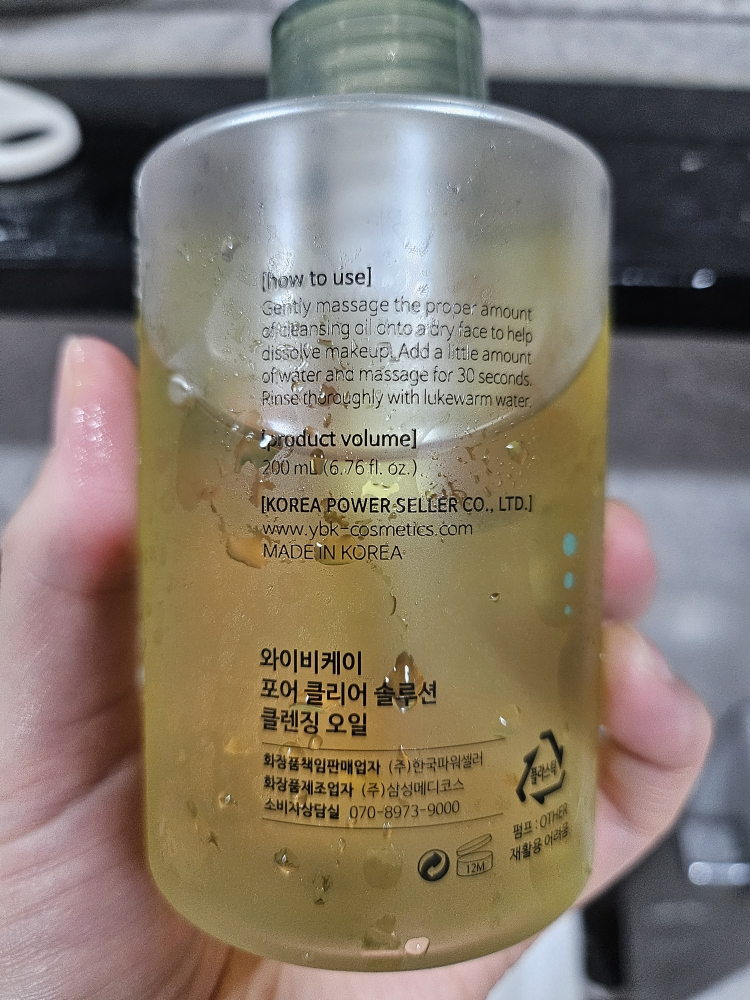 [how to use]
Gently massage the proper amount
of cleansing oil onto a dry face to help
dissolve makeup. Add a little amount
of water and massage for 30 seconds.
Rinse thoroughly with lukewarm water.
[product volume]
200 mL (6.76 fl. oz.)
[KOREA POWER SELLER CO., LTD.]
www.ybk-cosmetics.com
MADE IN KOREA
와이비케이
포어 클리어 솔루션
클렌징 오일
화장품책임판매업자 (주)한국파워셀러
화장품제조업자 (주)삼성메디코스
소비자상담실 070-8973-9000
플라스틱
펌프 : OTHER
재활용 어려움
12M